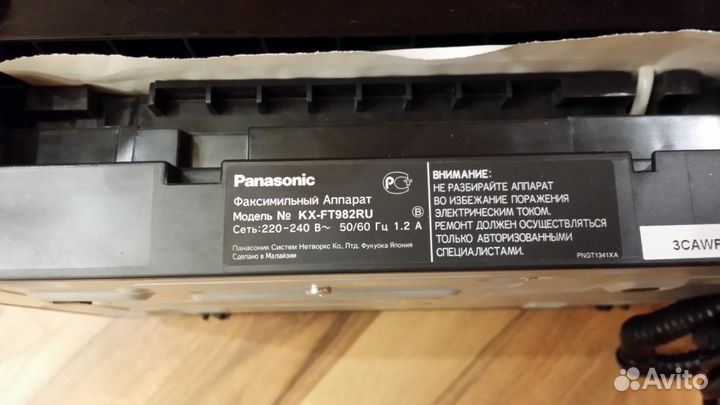 Panasonic
Факсимильный Аппарат
Модель № KX-FT982RU
Сеть:220-240 В~ 50/60 Гц 1.2 А
B
Панасоник Систем Нетворкс Ко., Лтд. Фукуока Япония
Сделано в Малайзии
ВНИМАНИЕ:
НЕ РАЗБИРАЙТЕ АППАРАТ
ВО ИЗБЕЖАНИЕ ПОРАЖЕНИЯ
ЭЛЕКТРИЧЕСКИМ ТОКОМ.
РЕМОНТ ДОЛЖЕН ОСУЩЕСТВЛЯТЬСЯ
ТОЛЬКО АВТОРИЗОВАННЫМИ
СПЕЦИАЛИСТАМИ.
PNGT1341XA
3CAWF
Avito